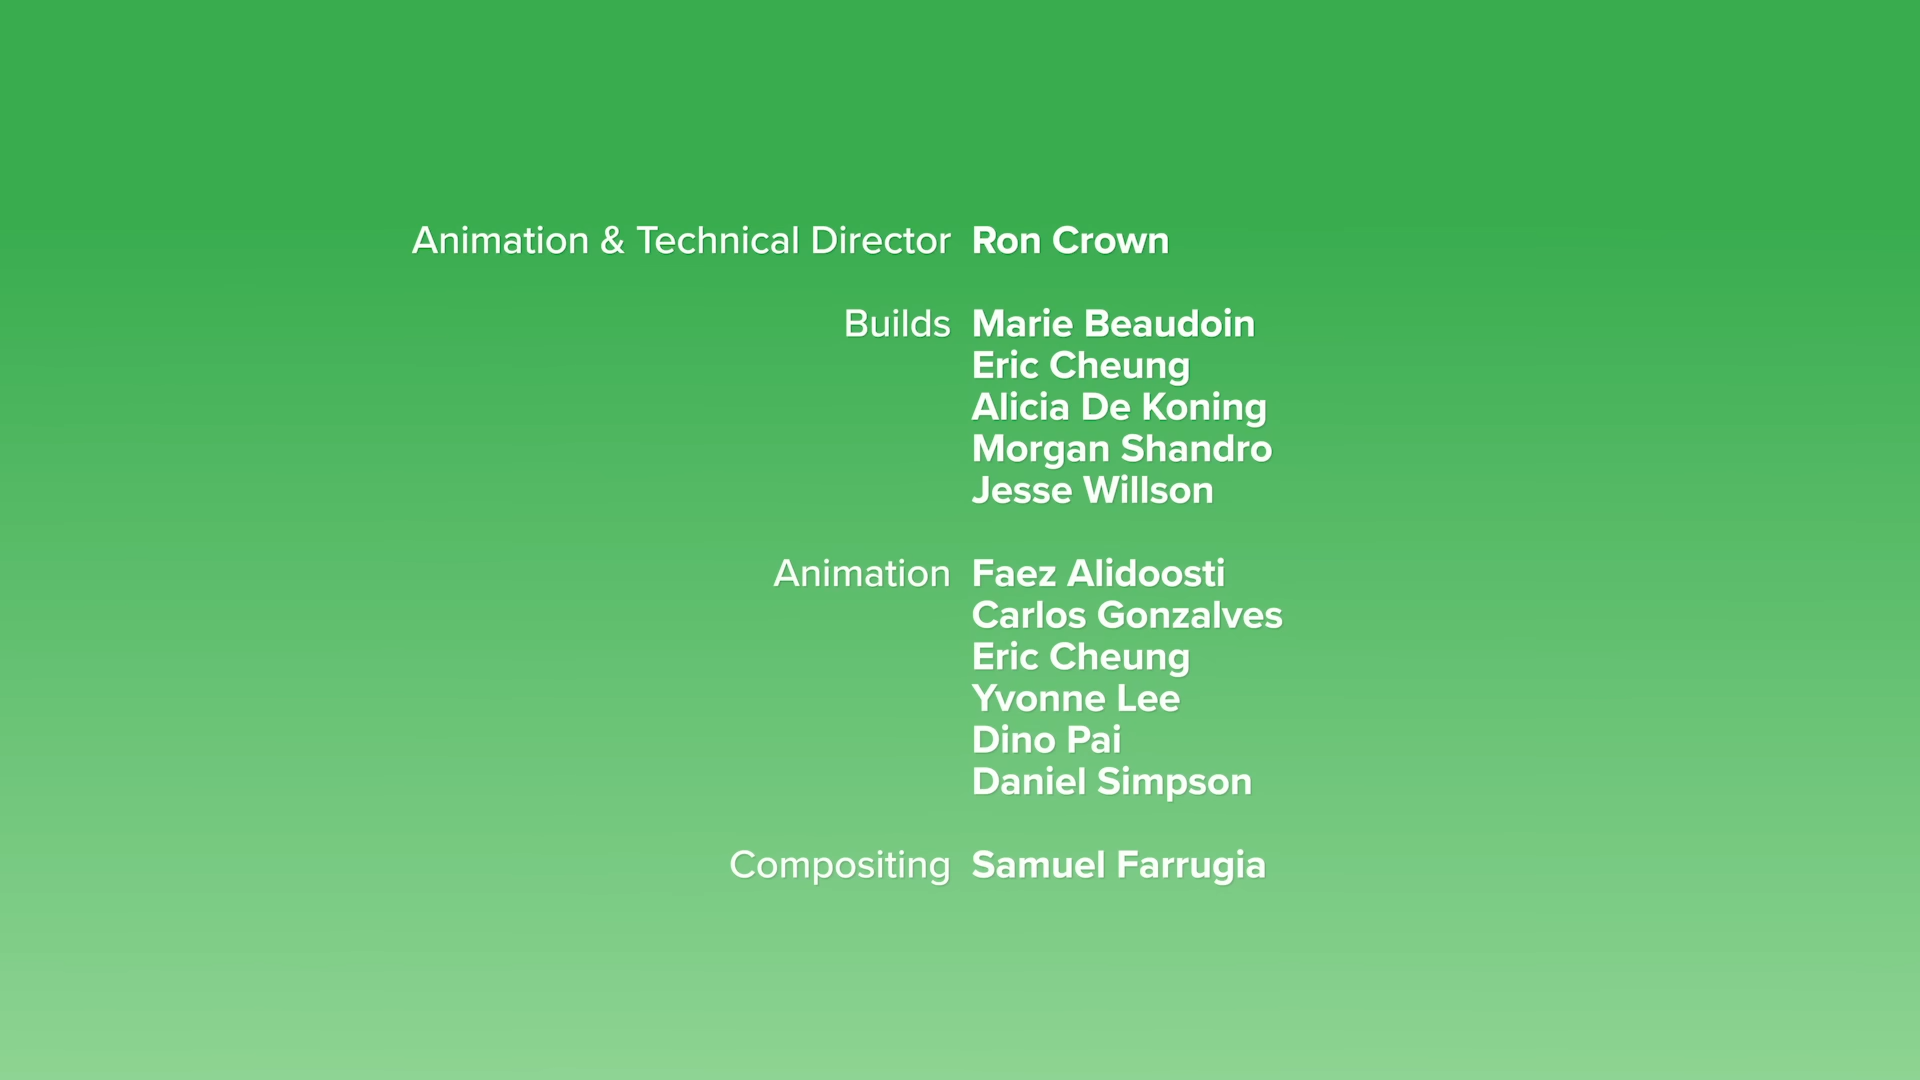 Animation & Technical Director Ron Crown
Builds Marie Beaudoin
Eric Cheung
Alicia De Koning
Morgan Shandro
Jesse Willson
Animation Faez Alidoosti
Carlos Gonzalves
Eric Cheung
Yvonne Lee
Dino Pai
Daniel Simpson
Compositing Samuel Farrugia